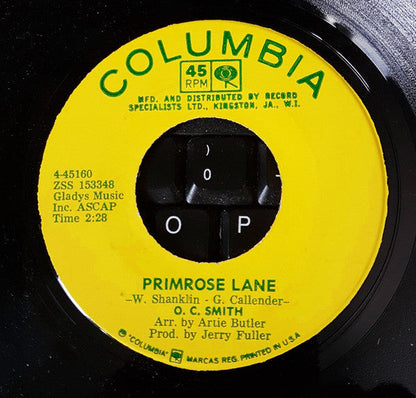 COLUMBIA
45
RPM
MFD. AND DISTRIBUTED BY RECORD
SPECIALISTS LTD., KINGSTON, JA., W.I.
4-45160
ZSS 153348
Gladys Music
Inc. ASCAP
Time 2:28
)
0
-
O P
PRIMROSE LANE
-W. Shanklin - G. Callender-
O. C. SMITH
Arr. by Artie Butler
Prod. by Jerry Fuller
® "COLUMBIA" MARCAS REG. PRINTED IN U.S.A